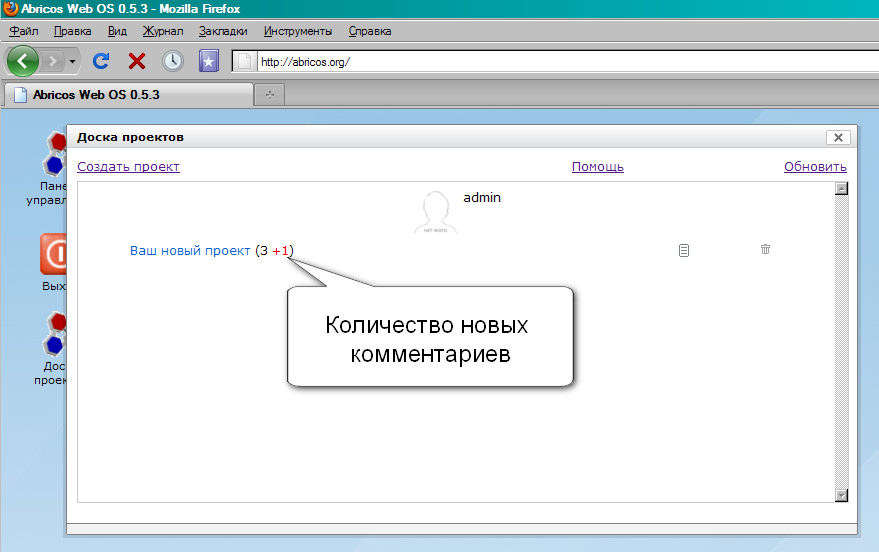 Abricos Web OS 0.5.3 - Mozilla Firefox
Файл Правка Вид Журнал Закладки Инструменты Справка
http://abricos.org/
Abricos Web OS 0.5.3
Доска проектов
Создать проект Помощь Обновить
admin
НЕТ ФОТО
Ваш новый проект (3 +1)
Количество новых
комментариев
Пане
управл
Вых
Дос
проек